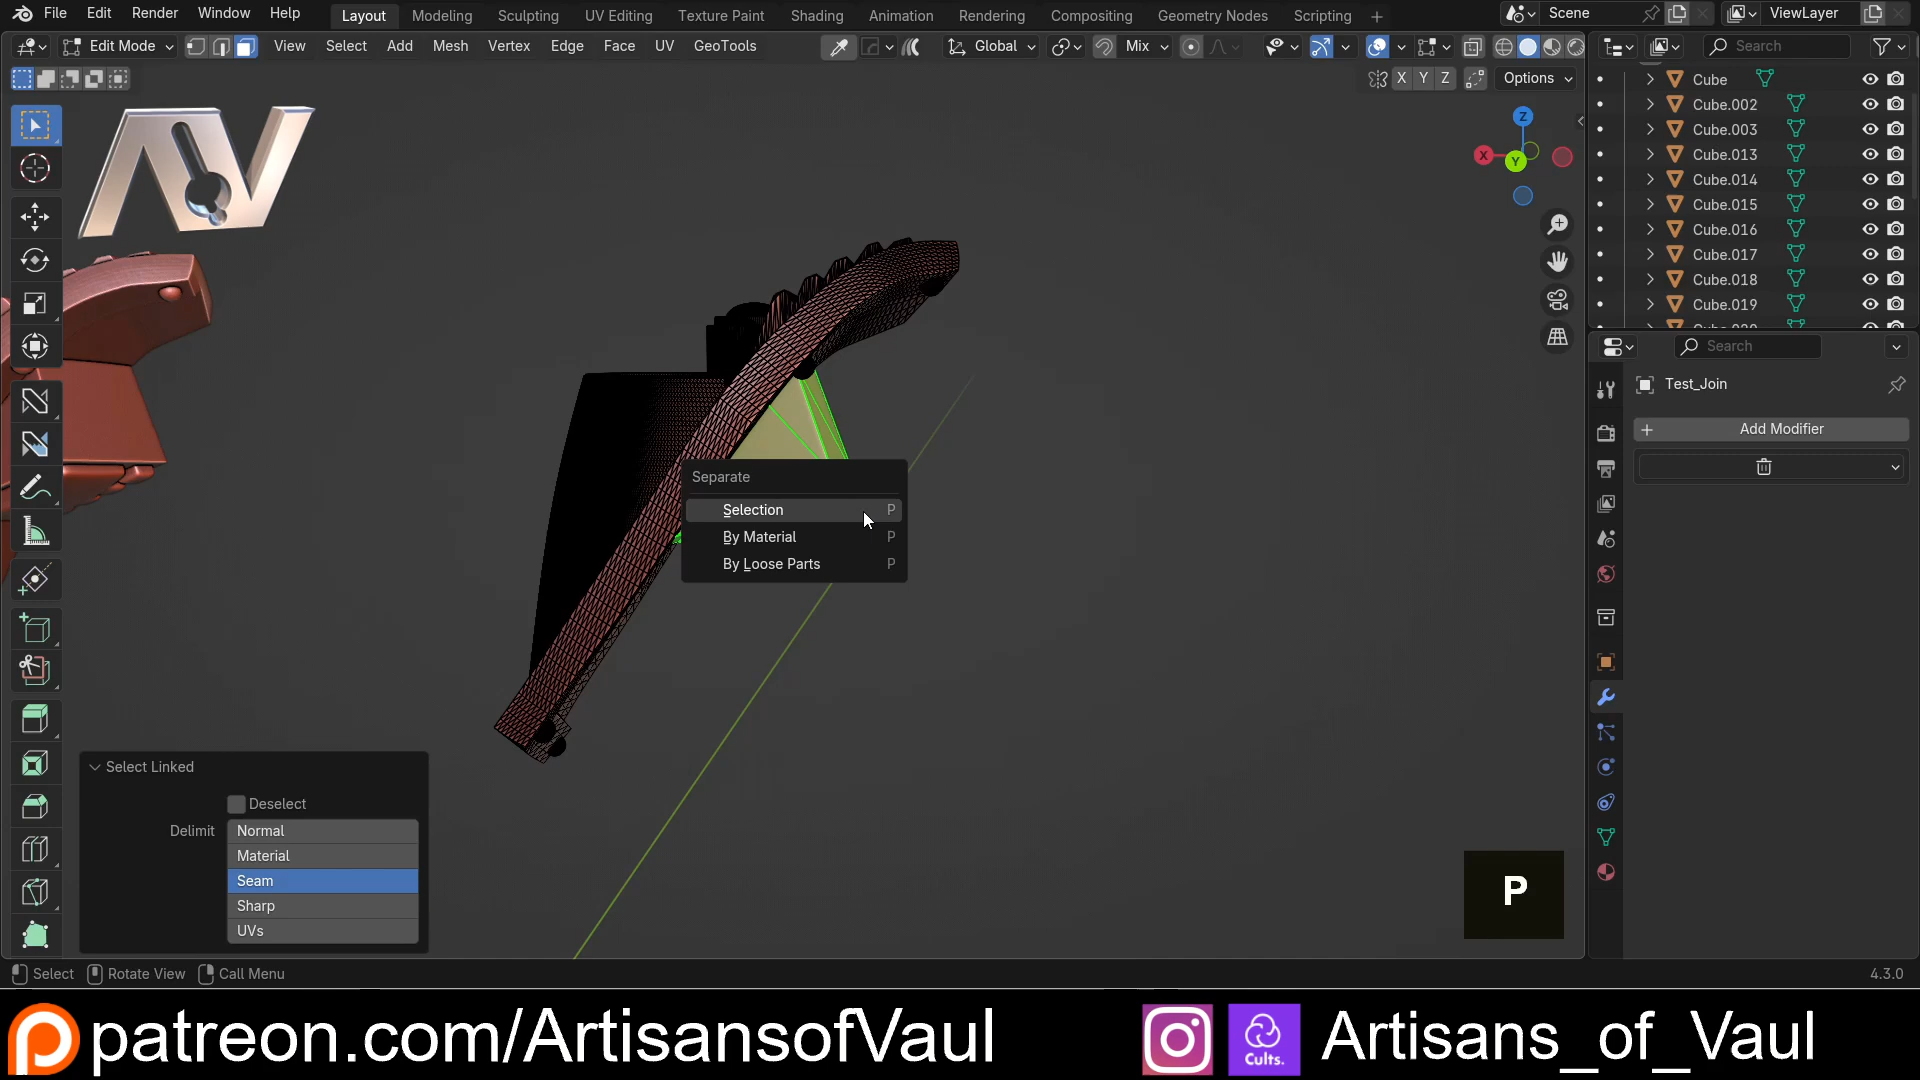 File Edit Render Window Help Layout Modeling Sculpting UV Editing Texture Paint Shading Animation Rendering Compositing Geometry Nodes Scripting + Scene ViewLayer
Edit Mode View Select Add Mesh Vertex Edge Face UV GeoTools Global Mix Search
X Y Z Options
Cube
Cube.002
Cube.003
Cube.013
Cube.014
Cube.015
Cube.016
Cube.017
Cube.018
Cube.019
Z
X
Y
AV
Search
Test_Join
Add Modifier
Separate
Selection P
By Material P
By Loose Parts P
Select Linked
Deselect
Delimit Normal
Material
Seam
Sharp
UVs
P
Select Rotate View Call Menu 4.3.0
patreon.com/ArtisansofVaul Cults. Artisans_of_Vaul